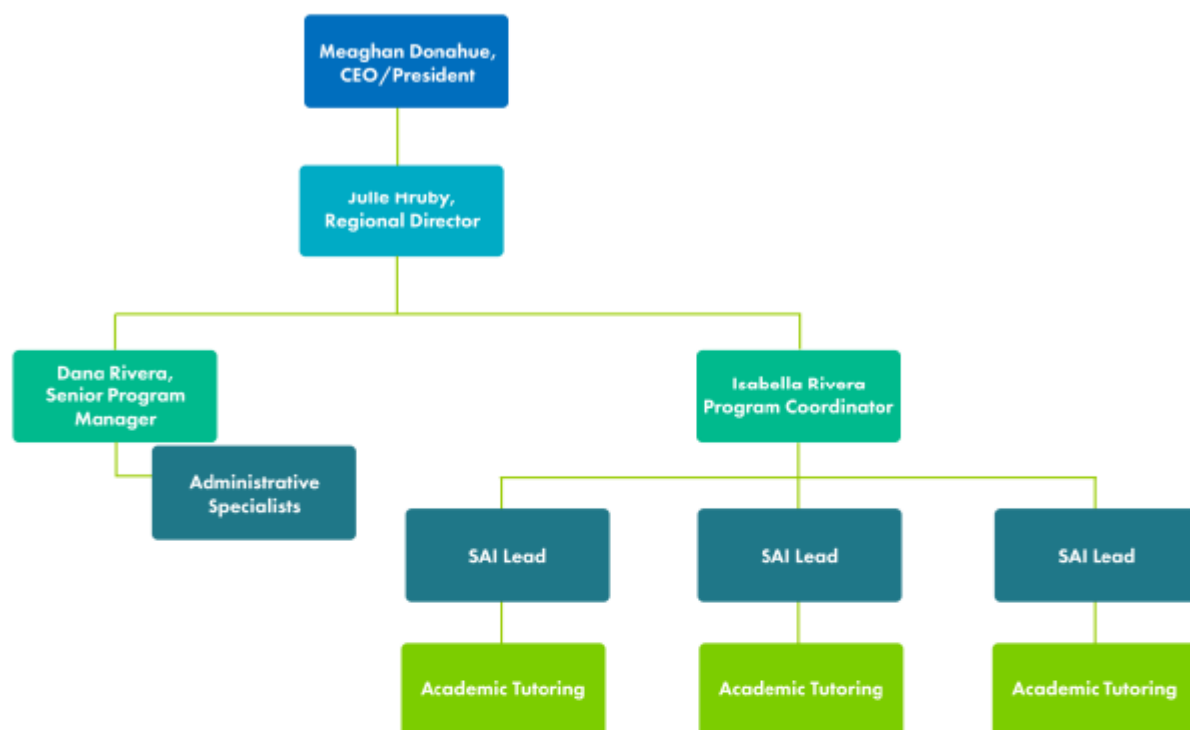 Meaghan Donahue,
CEO/President
Julie Hruby,
Regional Director
Dana Rivera,
Senior Program
Manager
Isabella Rivera
Program Coordinator
Administrative
Specialists
SAI Lead
SAI Lead
SAI Lead
Academic Tutoring
Academic Tutoring
Academic Tutoring